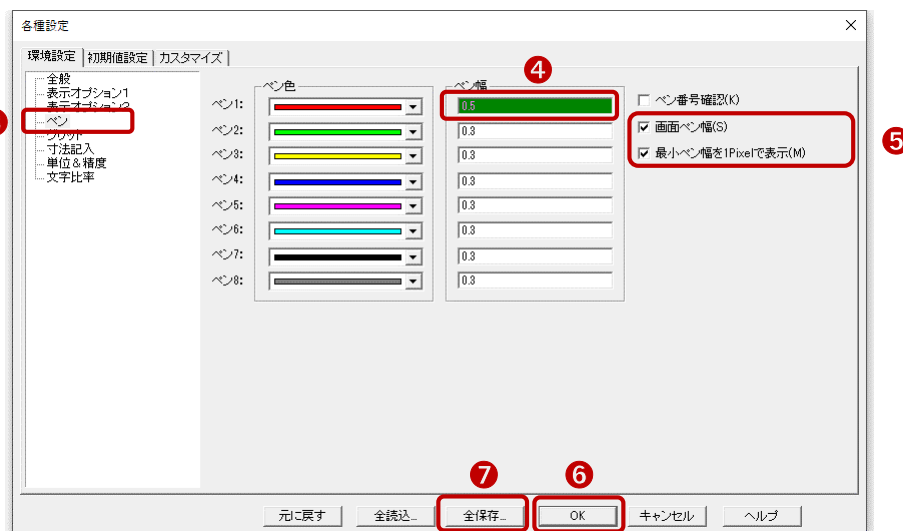 各種設定
環境設定 初期値設定 カスタマイズ
全般
表示オプション1
表示オプション2
ペン
グリッド
寸法記入
単位&精度
文字比率
ペン色
ペン幅
4
ペン1: 0.5
ペン2: 0.3
ペン3: 0.3
ペン4: 0.3
ペン5: 0.3
ペン6: 0.3
ペン7: 0.3
ペン8: 0.3
ペン番号確認(K)
画面ペン幅(S)
最小ペン幅を1Pixelで表示(M)
5
7 6
元に戻す 全読込... 全保存... OK キャンセル ヘルプ